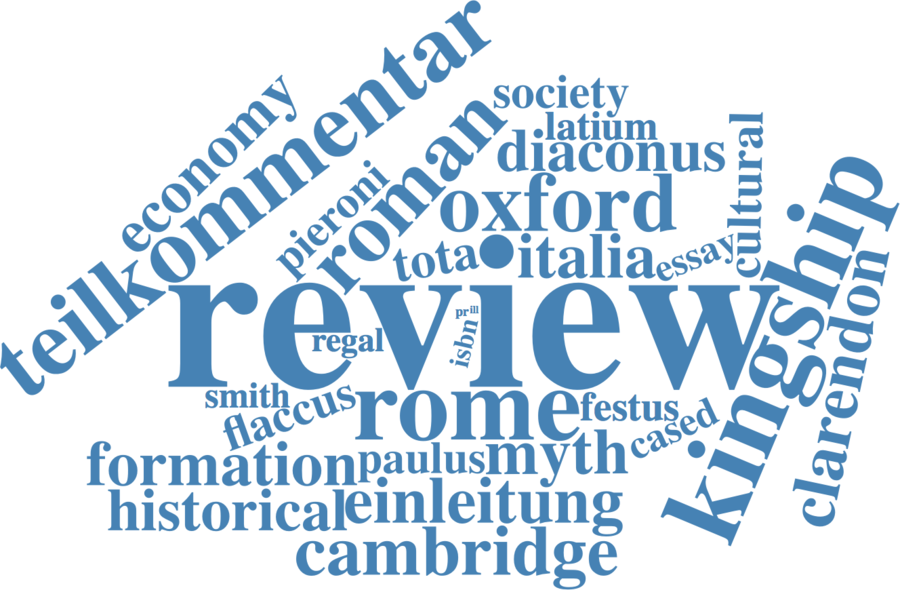 teilkommentar
economy
society
latium
diaconus
cultural
pieroni
roman
oxford
kingship
tota
italia
essay
clarendon
review
regal
isbn
prill
smith
flaccus
rome
festus
cased
formation
paulus
myth
historical
einleitung
cambridge